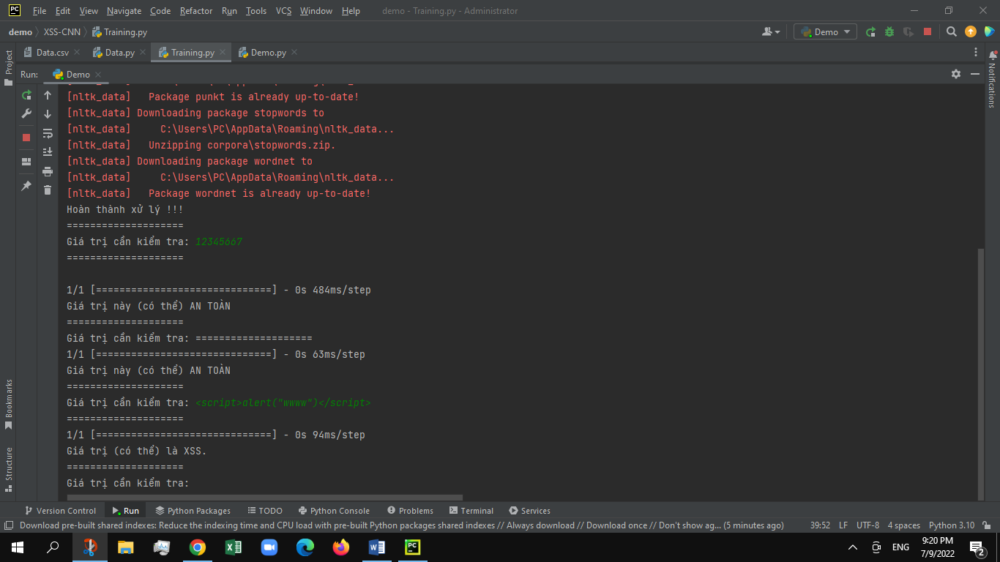 PC File Edit View Navigate Code Refactor Run Tools VCS Window Help demo - Training.py - Administrator
demo XSS-CNN Training.py Demo
Data.csv Data.py Training.py Demo.py
Project
Notifications
Run: Demo
[nltk_data]   Package punkt is already up-to-date!
[nltk_data] Downloading package stopwords to
[nltk_data]     C:\Users\PC\AppData\Roaming\nltk_data...
[nltk_data]   Unzipping corpora\stopwords.zip.
[nltk_data] Downloading package wordnet to
[nltk_data]     C:\Users\PC\AppData\Roaming\nltk_data...
[nltk_data]   Package wordnet is already up-to-date!
Hoàn thành xử lý !!!
====================
Giá trị cần kiểm tra: 12345667
====================
1/1 [==============================] - 0s 484ms/step
Giá trị này (có thể) AN TOÀN
====================
Giá trị cần kiểm tra: ====================
1/1 [==============================] - 0s 63ms/step
Giá trị này (có thể) AN TOÀN
====================
Giá trị cần kiểm tra: <script>alert("wwww")</script>
====================
1/1 [==============================] - 0s 94ms/step
Giá trị (có thể) là XSS.
====================
Giá trị cần kiểm tra:
Bookmarks
Structure
Version Control Run Python Packages TODO Python Console Problems Terminal Services
Download pre-built shared indexes: Reduce the indexing time and CPU load with pre-built Python packages shared indexes // Always download // Download once // Don't show ag... (5 minutes ago) 39:52 LF UTF-8 4 spaces Python 3.10
PC
ENG
9:20 PM
7/9/2022
2